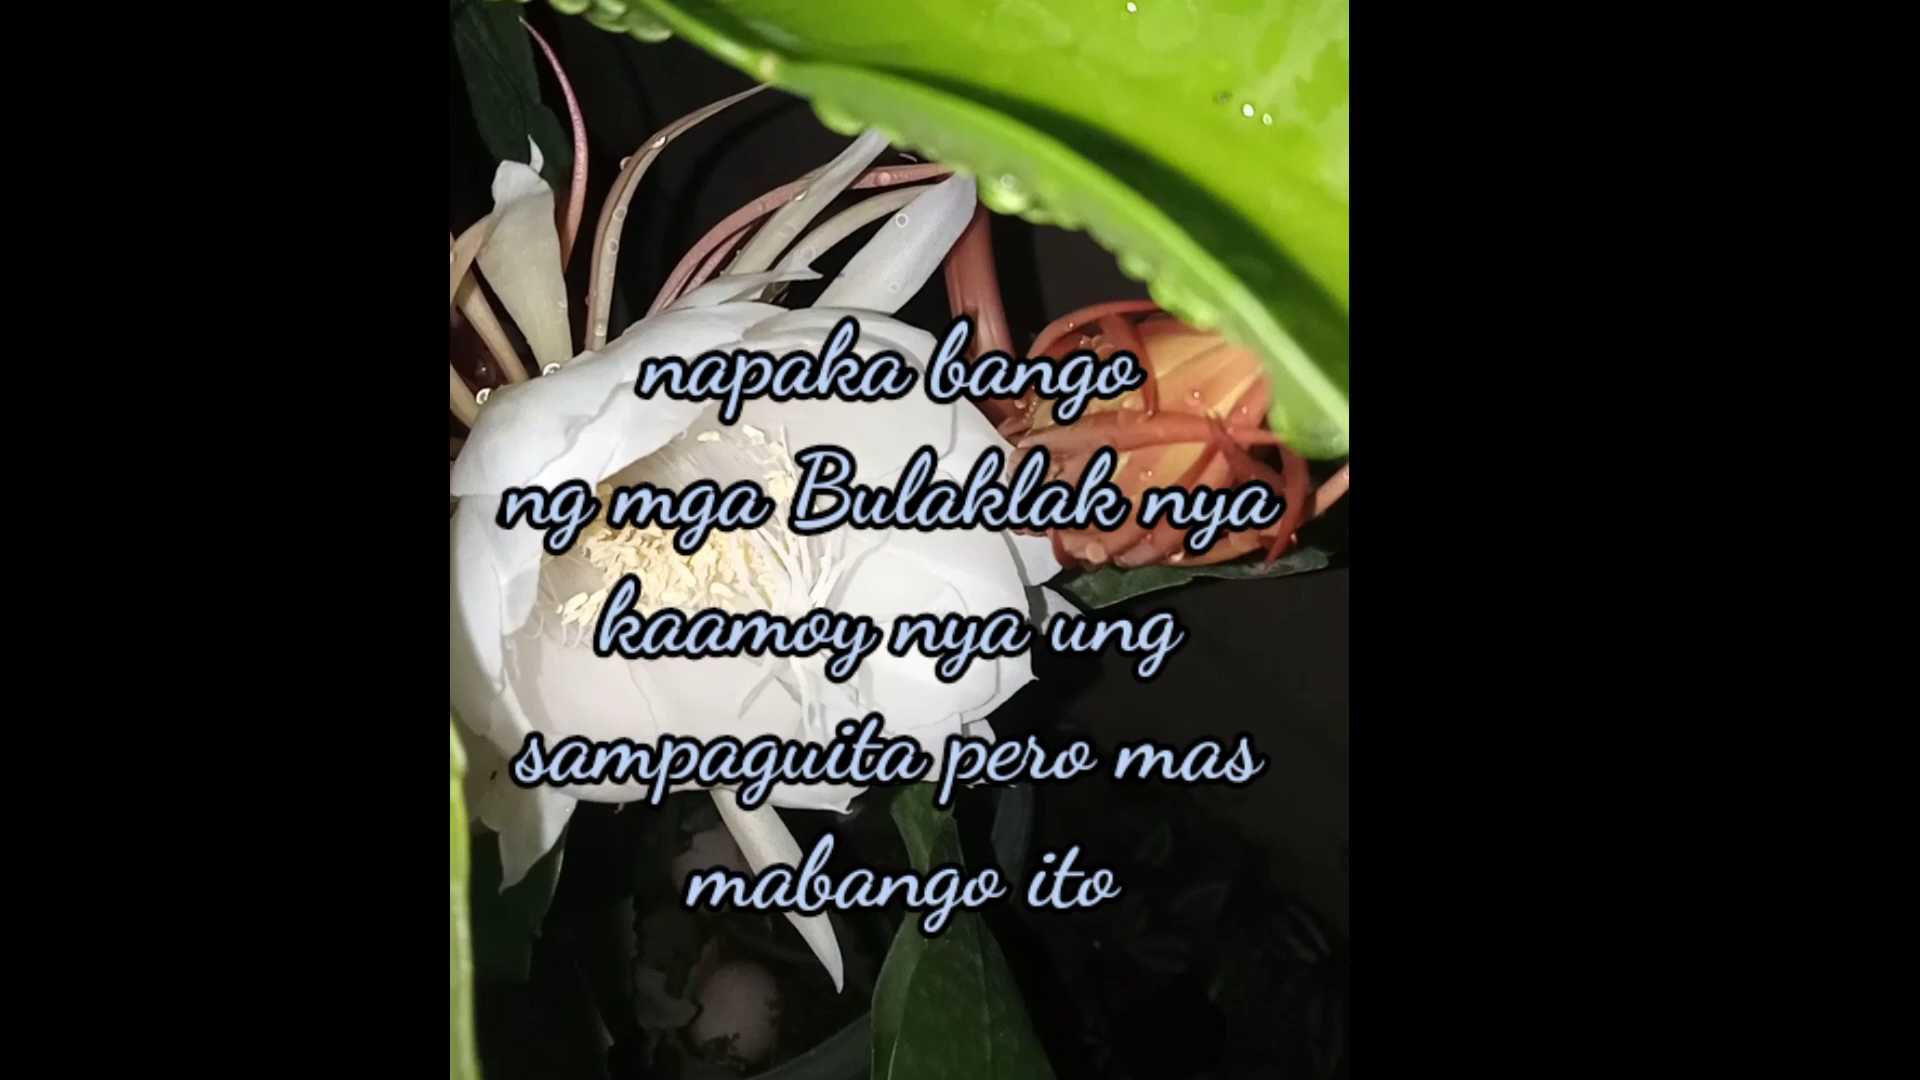 napaka bango
ng mga Bulaklak nya
kaamoy nya ung
sampaguita pero mas
mabango ito